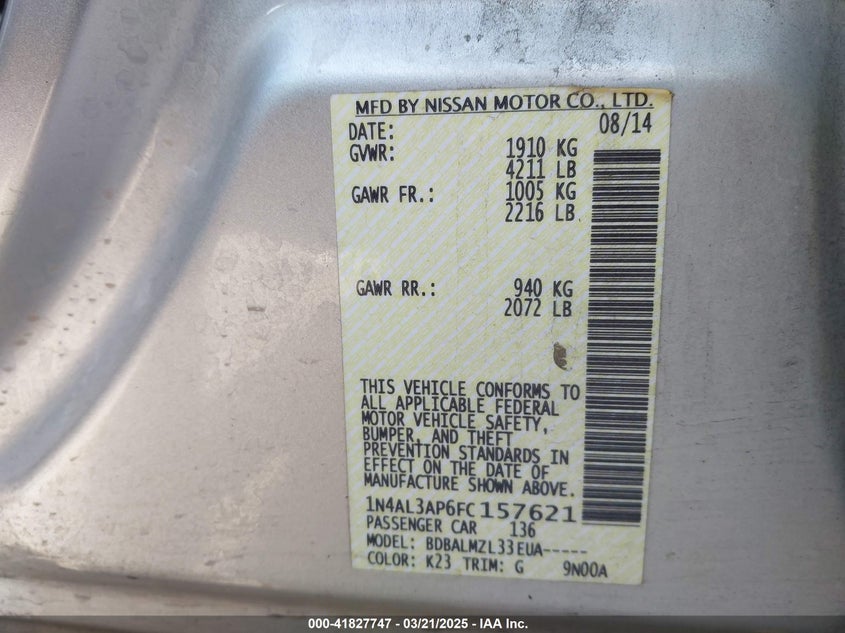 MFD BY NISSAN MOTOR CO., LTD.
DATE: 08/14
GVWR: 1910 KG
4211 LB
GAWR FR.: 1005 KG
2216 LB
GAWR RR.: 940 KG
2072 LB
THIS VEHICLE CONFORMS TO
ALL APPLICABLE FEDERAL
MOTOR VEHICLE SAFETY,
BUMPER, AND THEFT
PREVENTION STANDARDS IN
EFFECT ON THE DATE OF
MANUFACTURE SHOWN ABOVE.
1N4AL3AP6FC157621
PASSENGER CAR 136
MODEL: BDBALMZL33EUA-----
COLOR: K23 TRIM: G 9N00A
000-41827747 - 03/21/2025 - IAA Inc.